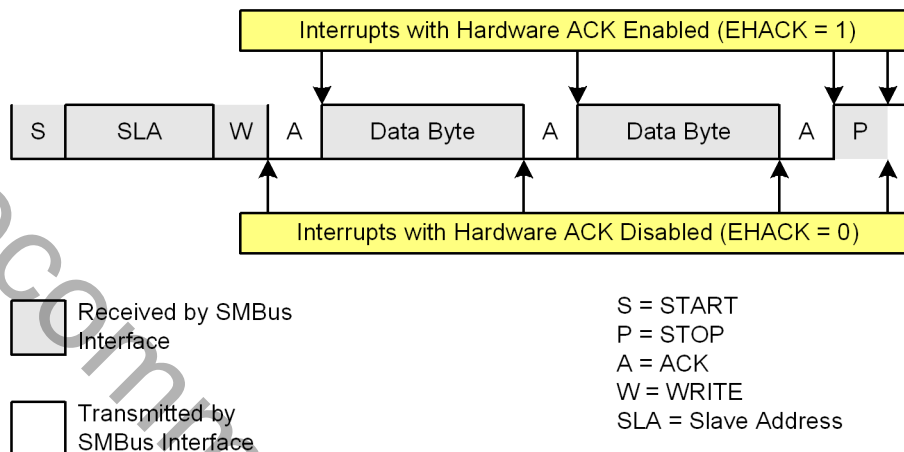 Interrupts with Hardware ACK Enabled (EHACK = 1)
S SLA W A Data Byte A Data Byte A P
Interrupts with Hardware ACK Disabled (EHACK = 0)
Received by SMBus
Interface
Transmitted by
SMBus Interface
S = START
P = STOP
A = ACK
W = WRITE
SLA = Slave Address
ecomm